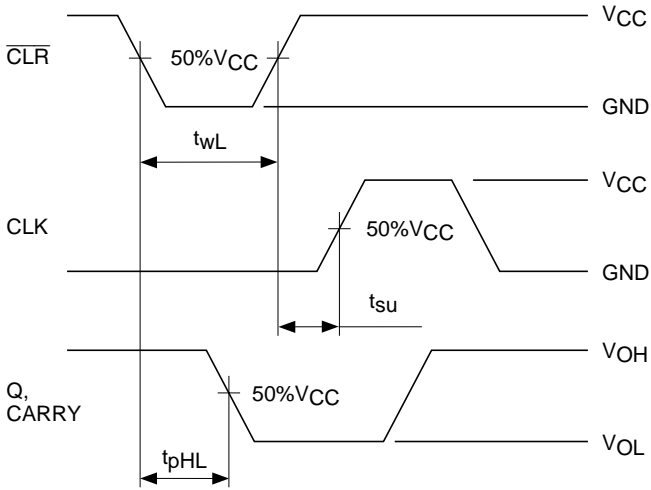 VCC
CLR
50%VCC
GND
twL
VCC
CLK
50%VCC
GND
tsu
VOH
Q,
CARRY
50%VCC
VOL
tpHL